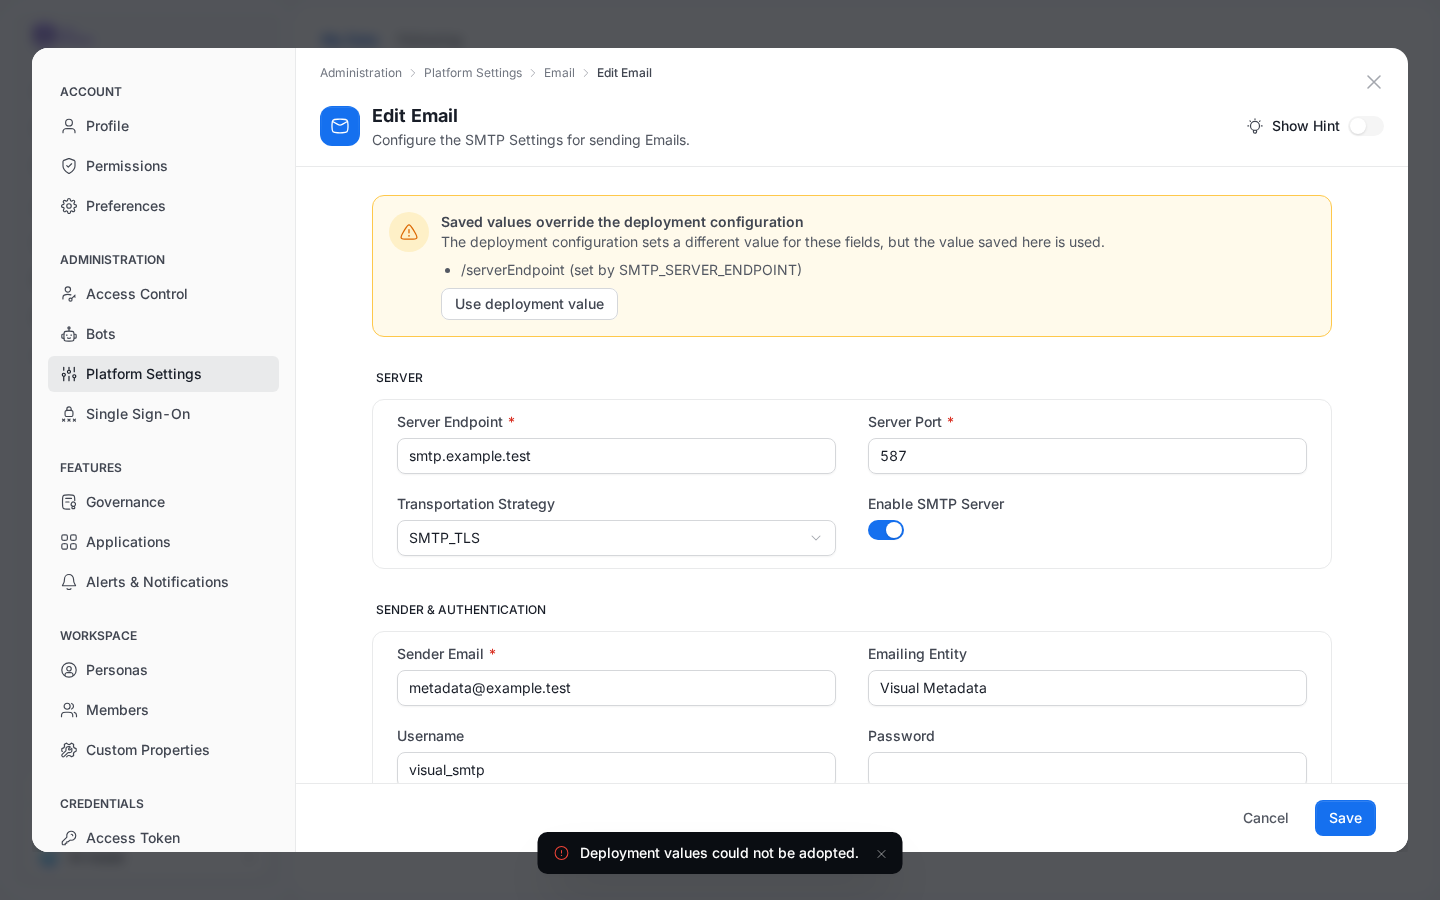 Administration > Platform Settings > Email > Edit Email
Edit Email
Configure the SMTP Settings for sending Emails.
Show Hint
ACCOUNT
Profile
Permissions
Preferences
ADMINISTRATION
Access Control
Bots
Platform Settings
Single Sign-On
FEATURES
Governance
Applications
Alerts & Notifications
WORKSPACE
Personas
Members
Custom Properties
CREDENTIALS
Access Token
Saved values override the deployment configuration
The deployment configuration sets a different value for these fields, but the value saved here is used.
• /serverEndpoint (set by SMTP_SERVER_ENDPOINT)
Use deployment value
SERVER
Server Endpoint *
smtp.example.test
Server Port *
587
Transportation Strategy
SMTP_TLS
Enable SMTP Server
SENDER & AUTHENTICATION
Sender Email *
metadata@example.test
Emailing Entity
Visual Metadata
Username
visual_smtp
Password
Cancel
Save
Deployment values could not be adopted.